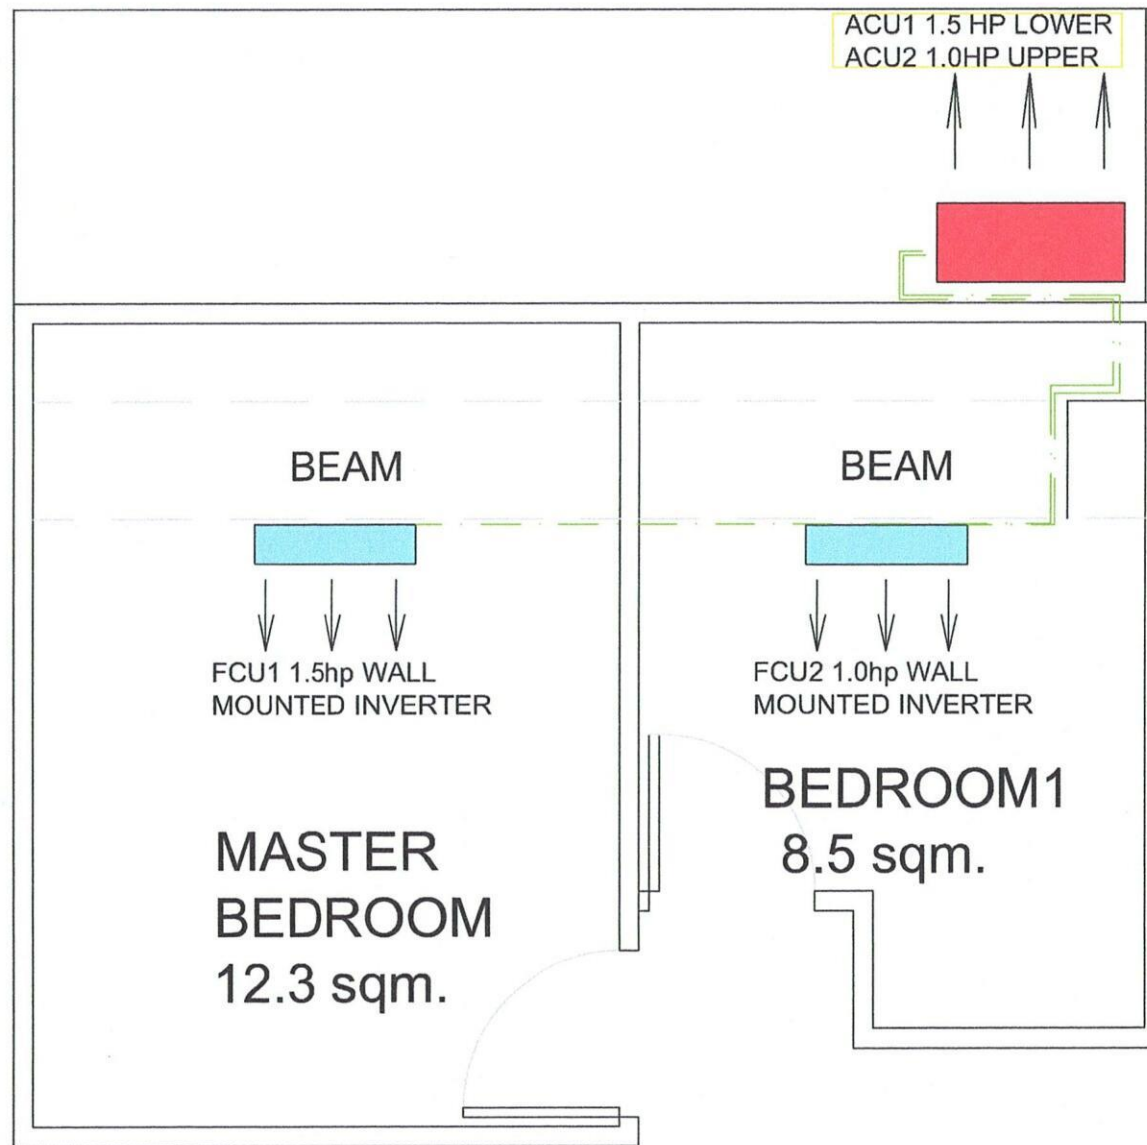 ACU1 1.5 HP LOWER
ACU2 1.0HP UPPER
BEAM
BEAM
FCU1 1.5hp WALL
MOUNTED INVERTER
FCU2 1.0hp WALL
MOUNTED INVERTER
BEDROOM1
8.5 sqm.
MASTER
BEDROOM
12.3 sqm.